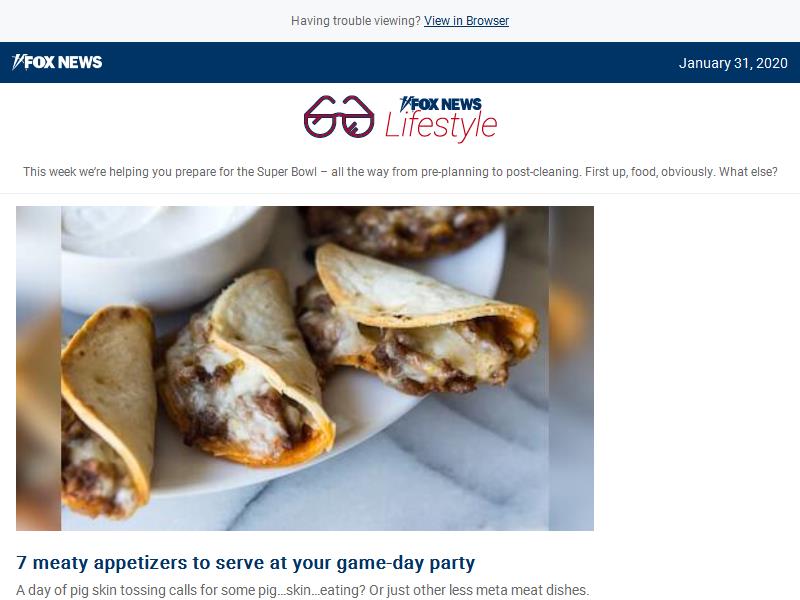 Having trouble viewing? View in Browser
FOX NEWS
January 31, 2020
FOX NEWS
Lifestyle
This week we're helping you prepare for the Super Bowl – all the way from pre-planning to post-cleaning. First up, food, obviously. What else?
7 meaty appetizers to serve at your game-day party
A day of pig skin tossing calls for some pig...skin...eating? Or just other less meta meat dishes.